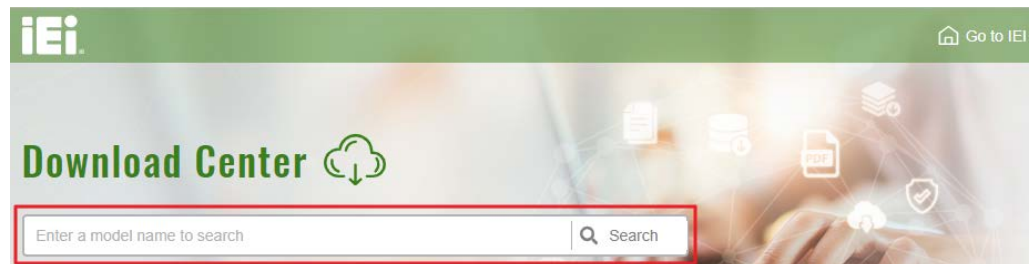 iEi.
Go to IEI
Download Center
Enter a model name to search
Search
PDF